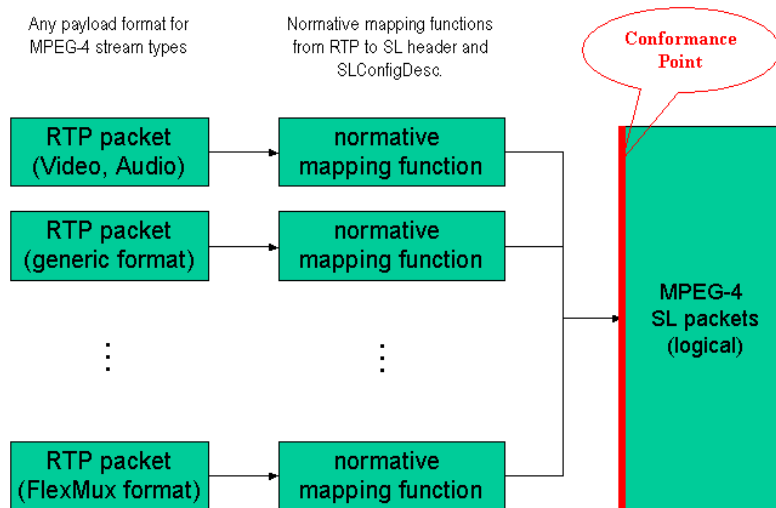 Any payload format for
MPEG-4 stream types
Normative mapping functions
from RTP to SL header and
SLConfigDesc.
Conformance
Point
RTP packet
(Video, Audio)
normative
mapping function
RTP packet
(generic format)
normative
mapping function
MPEG-4
SL packets
(logical)
RTP packet
(FlexMux format)
normative
mapping function